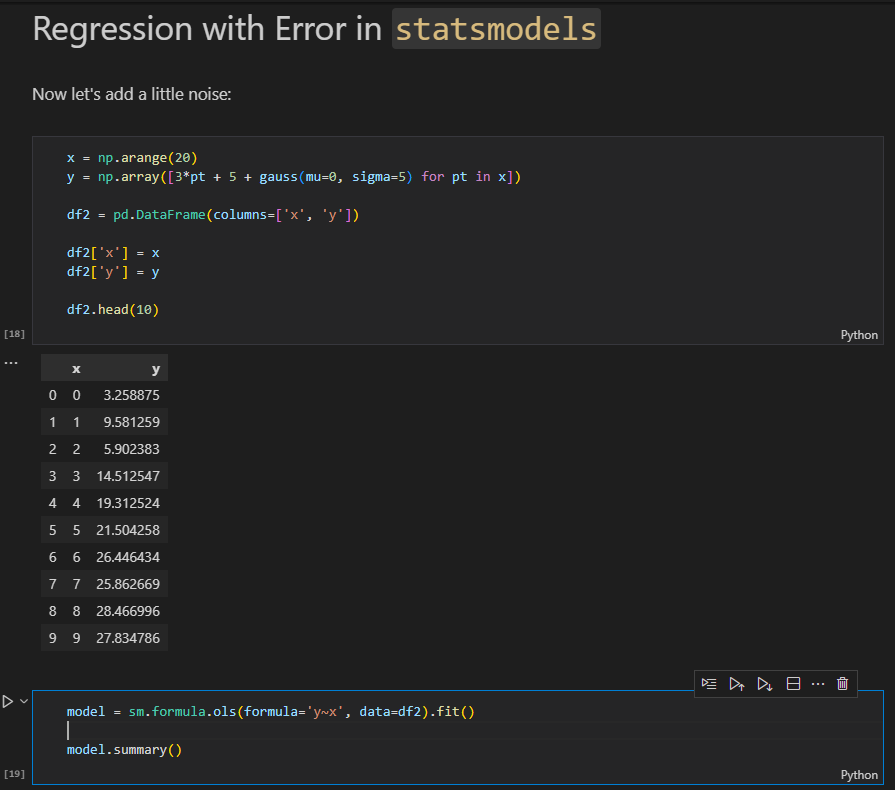 Regression with Error in statsmodels
Now let's add a little noise:
x = np.arange(20)
y = np.array([3*pt + 5 + gauss(mu=0, sigma=5) for pt in x])
df2 = pd.DataFrame(columns=['x', 'y'])
df2['x'] = x
df2['y'] = y
df2.head(10)
[18]
Python
...
x y
0 0 3.258875
1 1 9.581259
2 2 5.902383
3 3 14.512547
4 4 19.312524
5 5 21.504258
6 6 26.446434
7 7 25.862669
8 8 28.466996
9 9 27.834786
model = sm.formula.ols(formula='y~x', data=df2).fit()
model.summary()
[19]
Python